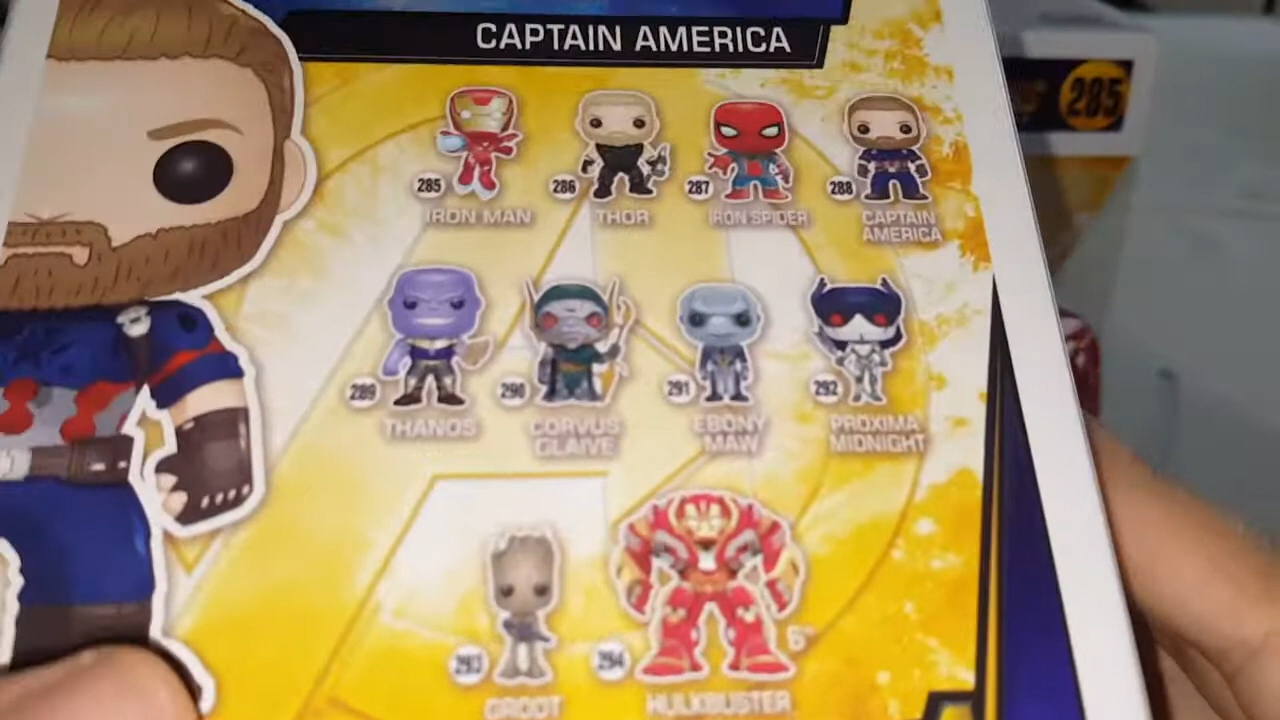 CAPTAIN AMERICA
285
285
IRON MAN
286
THOR
287
IRON SPIDER
288
CAPTAIN
AMERICA
289
THANOS
290
CORVUS
GLAIVE
291
EBONY
MAW
292
PROXIMA
MIDNIGHT
293
GROOT
294
HULKBUSTER
6"